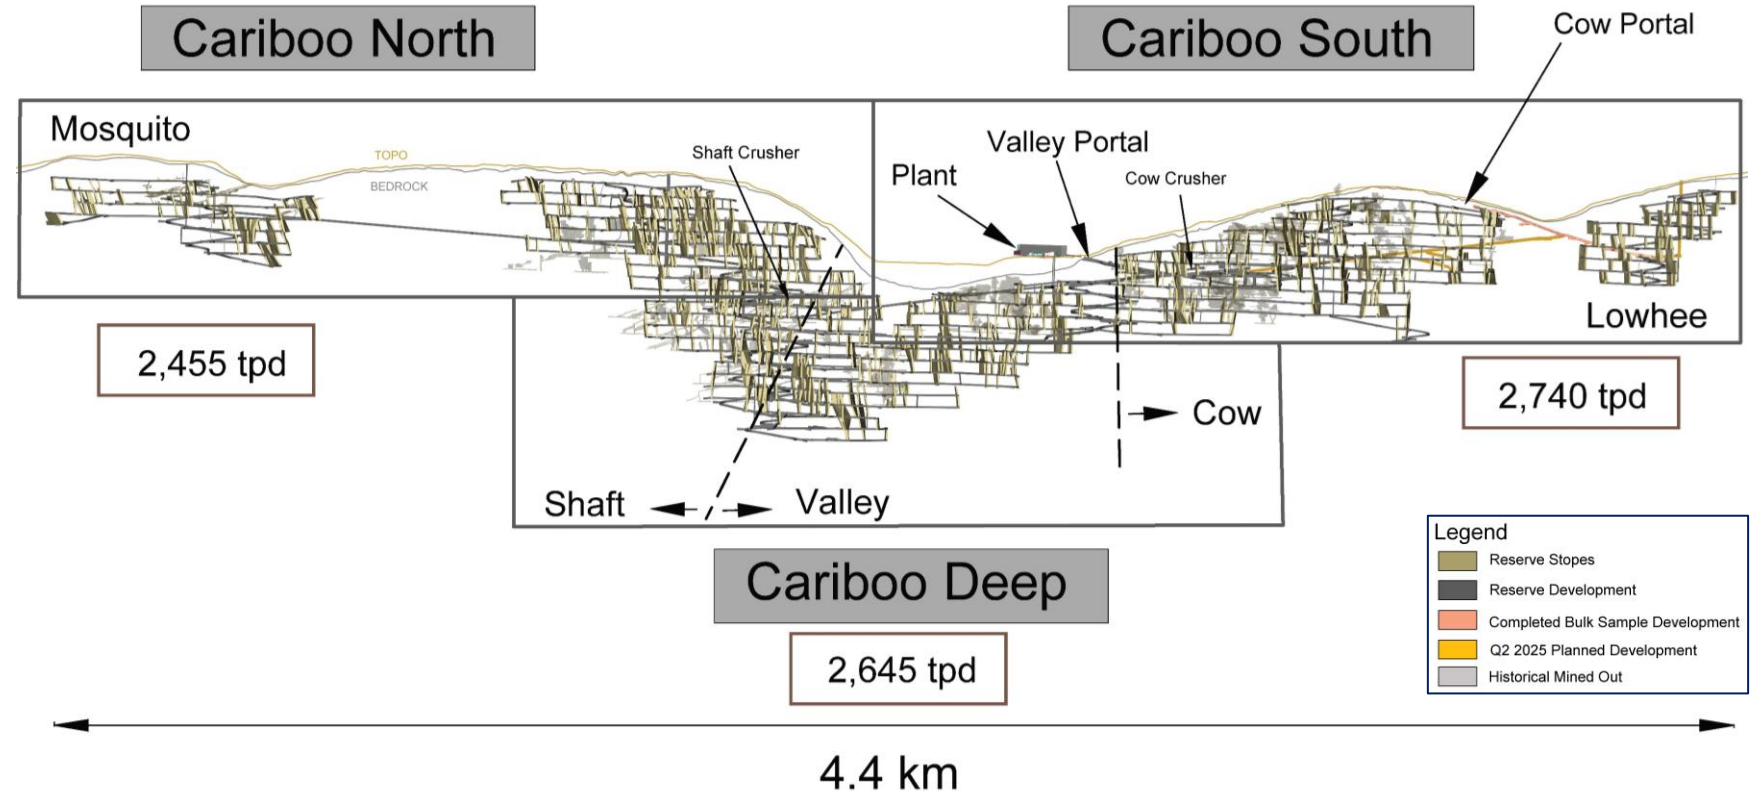 Cariboo North
Cariboo South
Cow Portal
Mosquito
TOPO
BEDROCK
Shaft Crusher
Plant
Valley Portal
Cow Crusher
Lowhee
2,455 tpd
2,740 tpd
Cow
Shaft
Valley
Cariboo Deep
2,645 tpd
4.4 km
Legend
Reserve Stopes
Reserve Development
Completed Bulk Sample Development
Q2 2025 Planned Development
Historical Mined Out